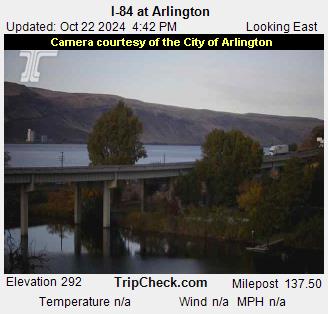 I-84 at Arlington
Updated: Oct 22 2024 4:42 PM Looking East
Camera courtesy of the City of Arlington
Elevation 292 TripCheck.com Milepost 137.50
Temperature n/a Wind n/a MPH n/a